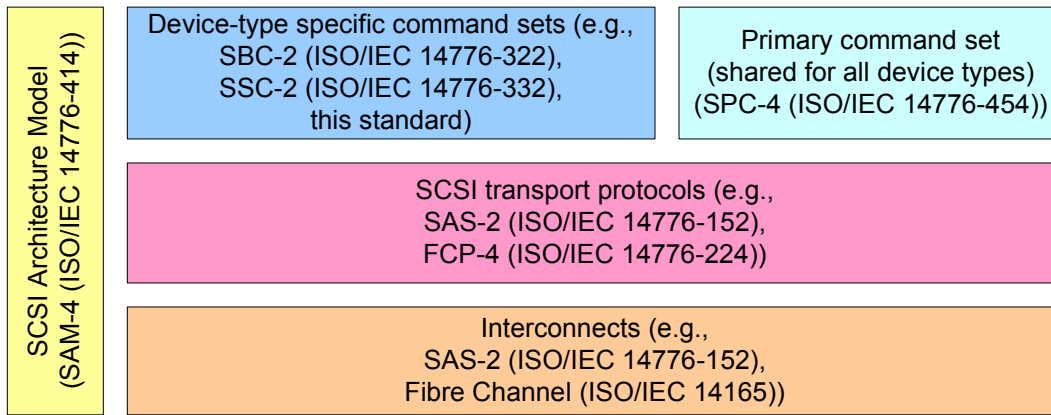 SCSI Architecture Model
(SAM-4 (ISO/IEC 14776-414))
Device-type specific command sets (e.g.,
SBC-2 (ISO/IEC 14776-322),
SSC-2 (ISO/IEC 14776-332),
this standard)
Primary command set
(shared for all device types)
(SPC-4 (ISO/IEC 14776-454))
SCSI transport protocols (e.g.,
SAS-2 (ISO/IEC 14776-152),
FCP-4 (ISO/IEC 14776-224))
Interconnects (e.g.,
SAS-2 (ISO/IEC 14776-152),
Fibre Channel (ISO/IEC 14165))